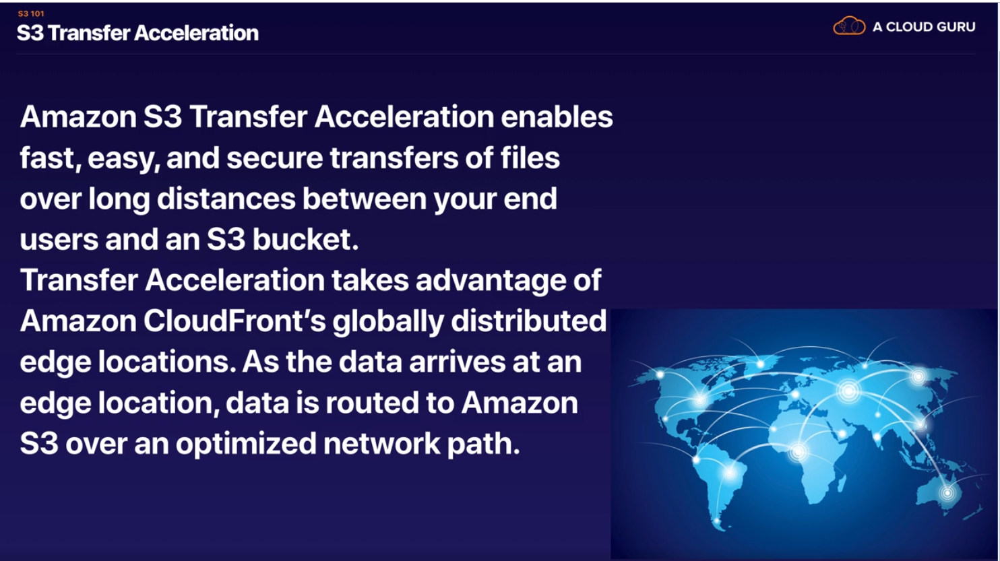 S3 101
S3 Transfer Acceleration
A CLOUD GURU
Amazon S3 Transfer Acceleration enables
fast, easy, and secure transfers of files
over long distances between your end
users and an S3 bucket.
Transfer Acceleration takes advantage of
Amazon CloudFront’s globally distributed
edge locations. As the data arrives at an
edge location, data is routed to Amazon
S3 over an optimized network path.